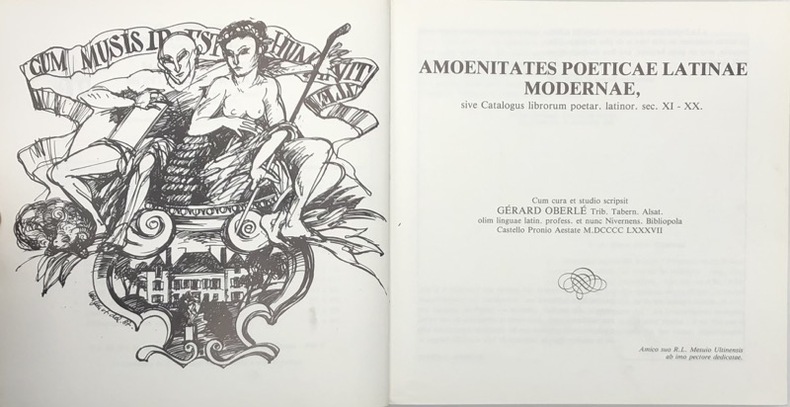 CUM MUSIS
AMOENITATES POETICAE LATINAE
MODERNAE,
sive Catalogus librorum poetar. latinor. sec. XI - XX.
Cum cura et studio scripsit
GÉRARD OBERLÉ Trib. Tabern. Alsat.
olim linguae latin. profess. et nunc Nivernens. Bibliopola
Castello Pronio Aestate M.DCCCC LXXXVII
Amico suo R.L. Mesuio Ultinensis
ab imo pectore dedicatae.